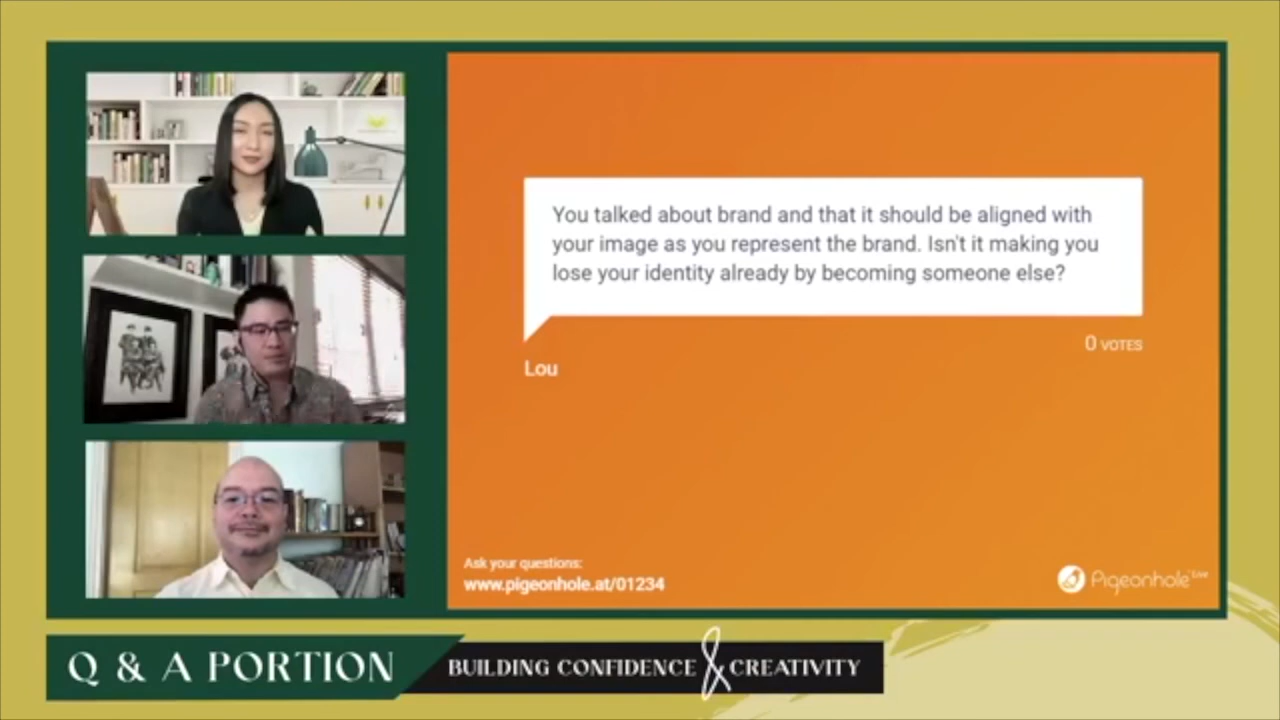 You talked about brand and that it should be aligned with
your image as you represent the brand. Isn't it making you
lose your identity already by becoming someone else?
0 VOTES
Lou
Ask your questions:
www.pigeonhole.at/01234
Pigeonhole Live
Q & A PORTION
BUILDING CONFIDENCE & CREATIVITY